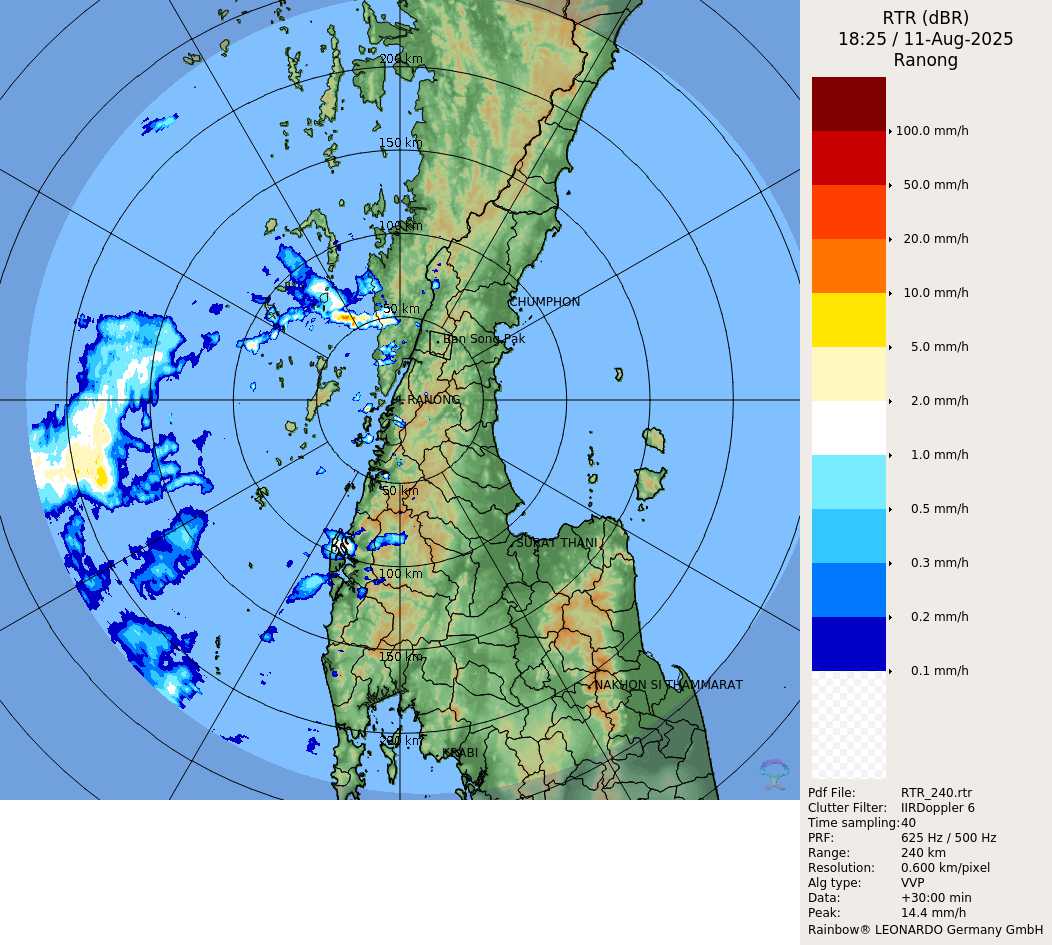 RTR (dBR)
18:25 / 11-Aug-2025
Ranong
100.0 mm/h
50.0 mm/h
20.0 mm/h
10.0 mm/h
5.0 mm/h
2.0 mm/h
1.0 mm/h
0.5 mm/h
0.3 mm/h
0.2 mm/h
0.1 mm/h
Pdf File: RTR_240.rtr
Clutter Filter: IIRDoppler 6
Time sampling: 40
PRF: 625 Hz / 500 Hz
Range: 240 km
Resolution: 0.600 km/pixel
Alg type: VVP
Data: +30:00 min
Peak: 14.4 mm/h
Rainbow® LEONARDO Germany GmbH
200 km
150 km
100 km
CHUMPHON
50 km
Ban Song Pak
RANONG
50 km
SURAT THANI
100 km
150 km
NAKHON SI THAMMARAT
200 km
KRABI